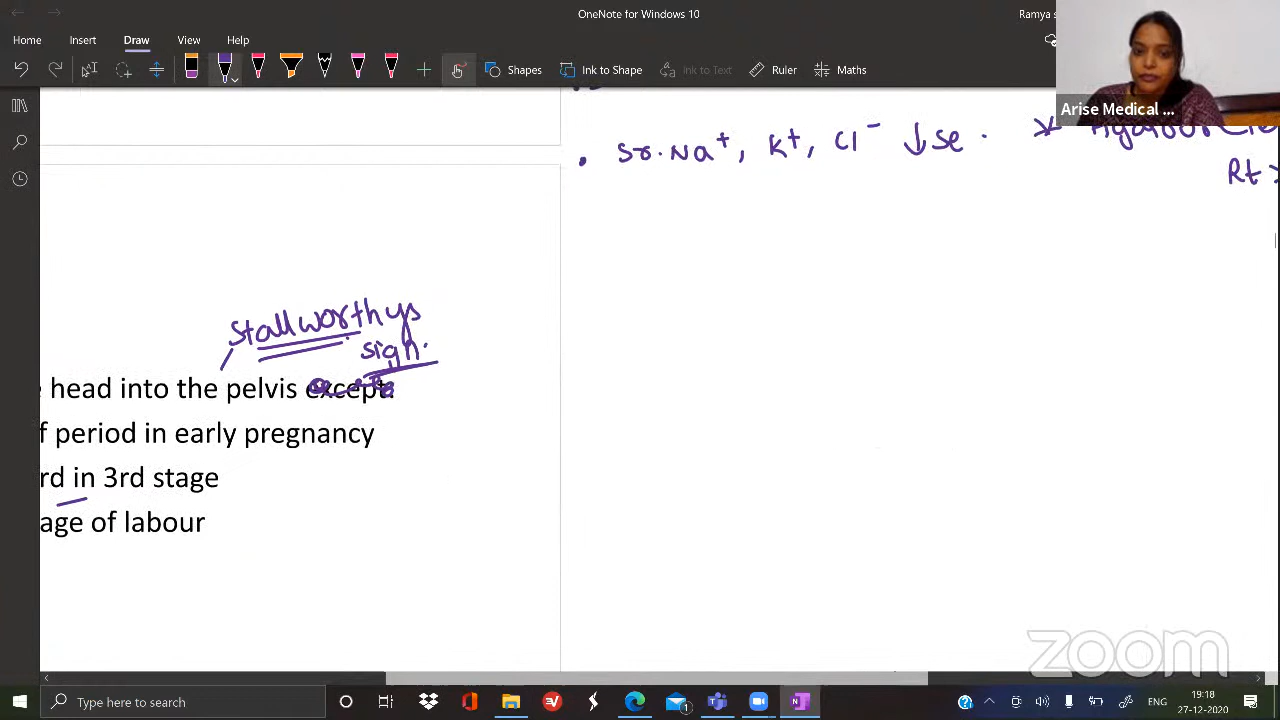 OneNote for Windows 10
Ramya s
Home Insert Draw View Help
Shapes Ink to Shape Ink to Text Ruler Maths
Arise Medical ...
• Sr. Na+, K+, Cl- ↓se .
Rt >
Stallworthys
sign.
head into the pelvis except:
f period in early pregnancy
rd in 3rd stage
age of labour
zoom
Type here to search
19:18
27-12-2020